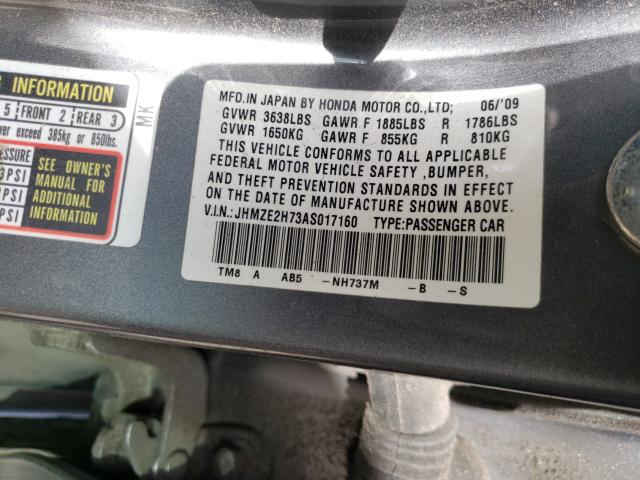 INFORMATION
5 FRONT 2 REAR 3
exceed 385kg or 850lbs.
SEE OWNER'S
MANUAL FOR
ADDITIONAL
INFORMATION
PSI
PSI
PSI
MK
MFD.IN JAPAN BY HONDA MOTOR CO.,LTD; 06/'09
GVWR 3638LBS GAWR F 1885LBS R 1786LBS
GVWR 1650KG GAWR F 855KG R 810KG
THIS VEHICLE CONFORMS TO ALL APPLICABLE
FEDERAL MOTOR VEHICLE SAFETY ,BUMPER,
AND THEFT PREVENTION STANDARDS IN EFFECT
ON THE DATE OF MANUFACTURE SHOWN ABOVE.
V.I.N.: JHMZE2H73AS017160 TYPE:PASSENGER CAR
TM8 A AB5 -NH737M -B -S